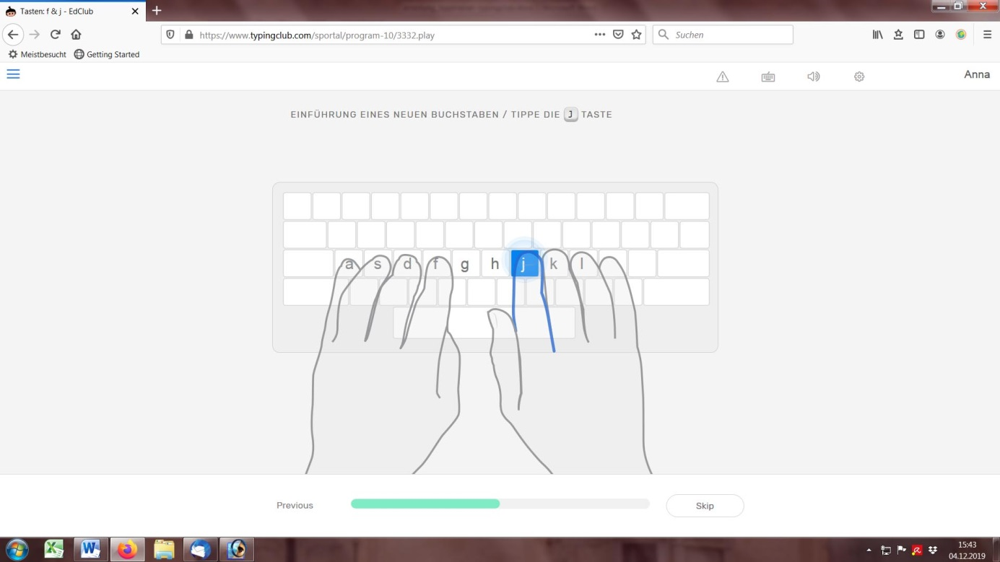 Tasten: f & j - EdClub
https://www.typingclub.com/sportal/program-10/3332.play
Suchen
Meistbesucht
Getting Started
Anna
EINFÜHRUNG EINES NEUEN BUCHSTABEN / TIPPE DIE J TASTE
a s d f g h j k l
Previous
Skip
15:43
04.12.2019